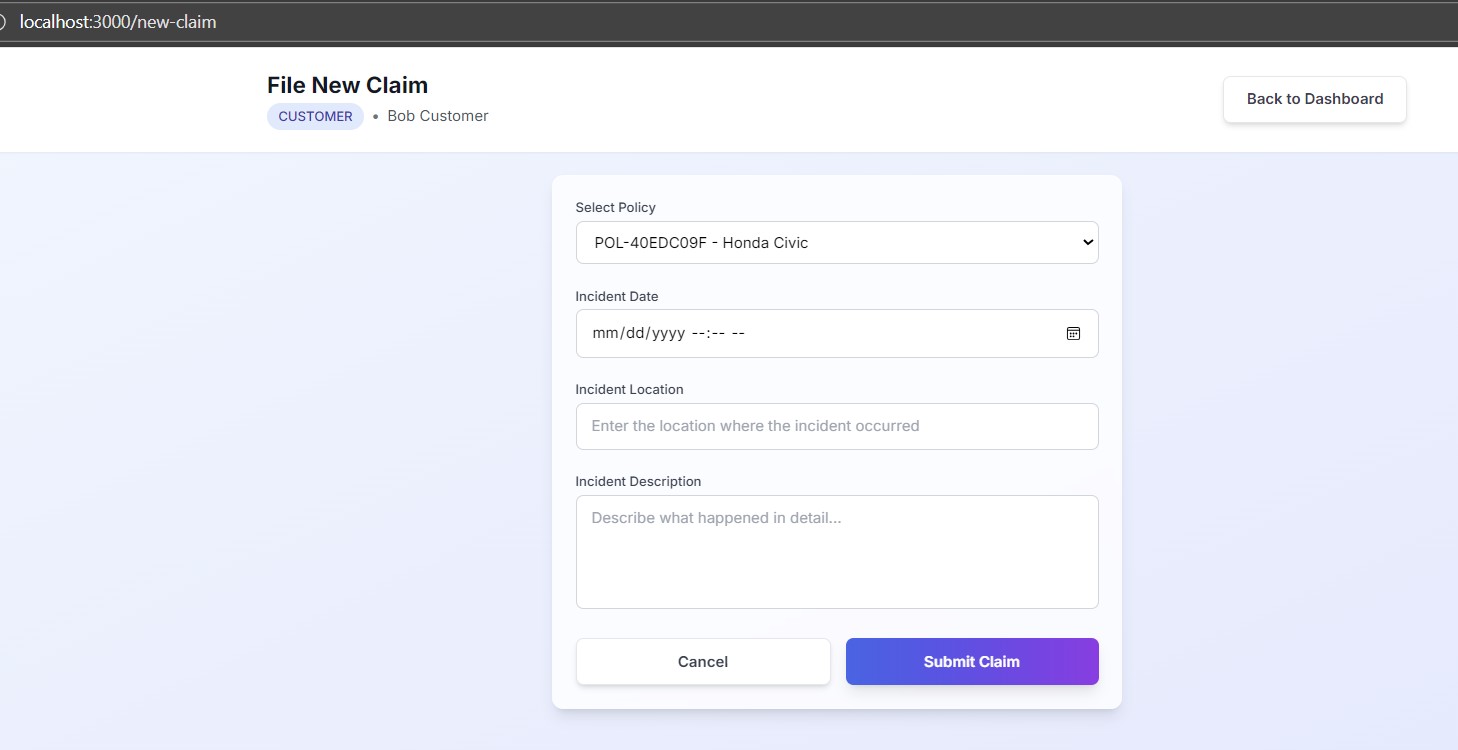 localhost:3000/new-claim
File New Claim
CUSTOMER • Bob Customer
Back to Dashboard
Select Policy
POL-40EDC09F - Honda Civic
Incident Date
mm/dd/yyyy --:-- --
Incident Location
Enter the location where the incident occurred
Incident Description
Describe what happened in detail...
Cancel
Submit Claim